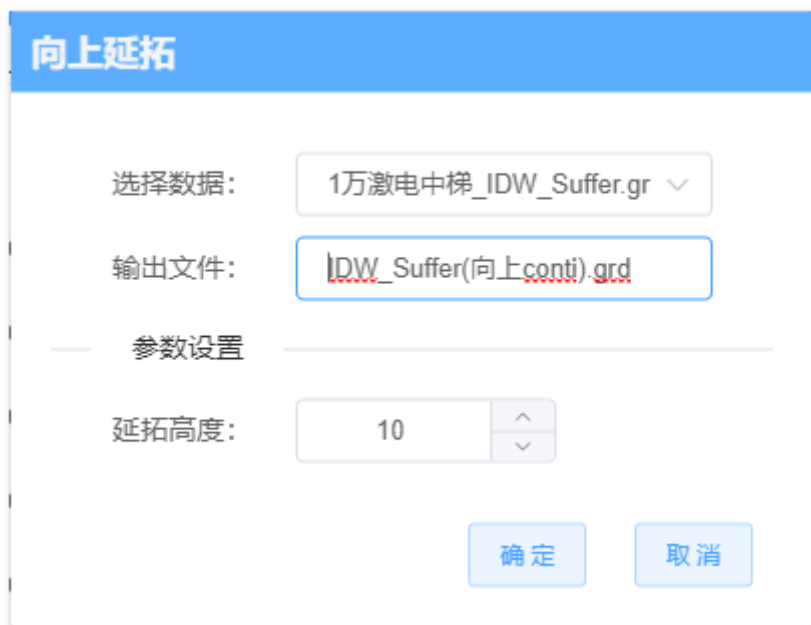 向上延拓
选择数据： 1万激电中梯_IDW_Suffer.gr
输出文件： IDW_Suffer(向上conti).grd
参数设置
延拓高度： 10
确定 取消